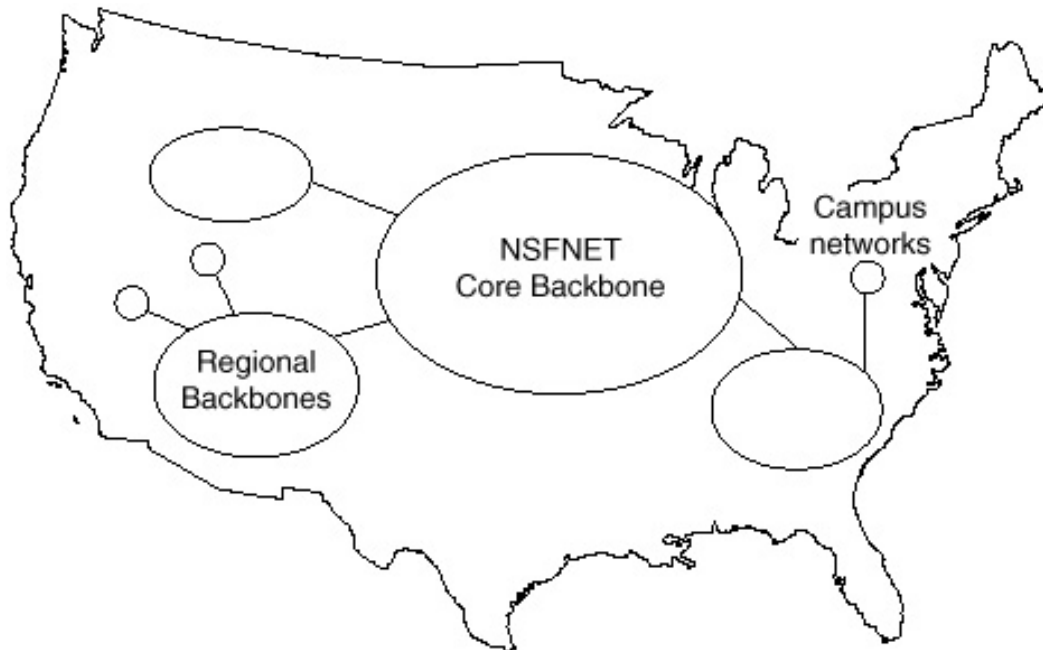 NSFNET
Core Backbone
Campus
networks
Regional
Backbones